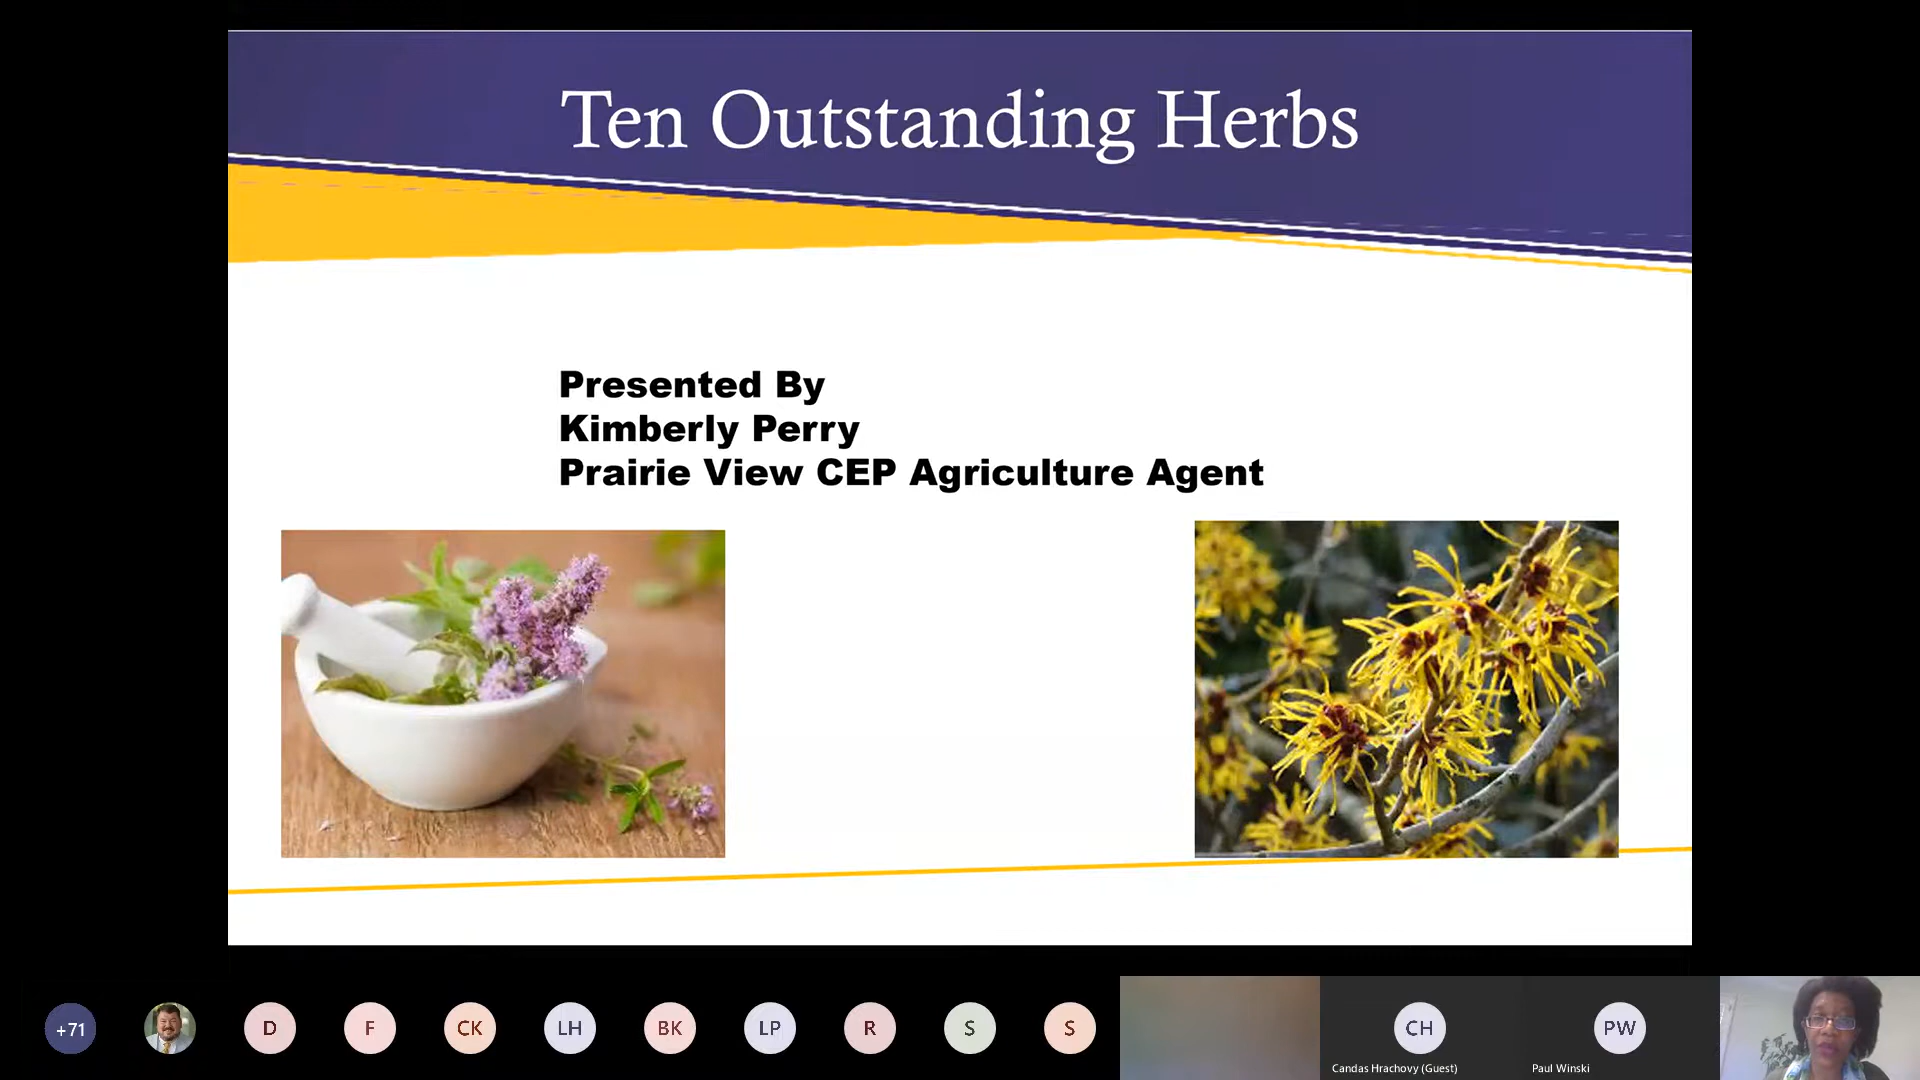 Ten Outstanding Herbs
Presented By
Kimberly Perry
Prairie View CEP Agriculture Agent
+71
D
F
CK
LH
BK
LP
R
S
S
CH
Candas Hrachovy (Guest)
PW
Paul Winski